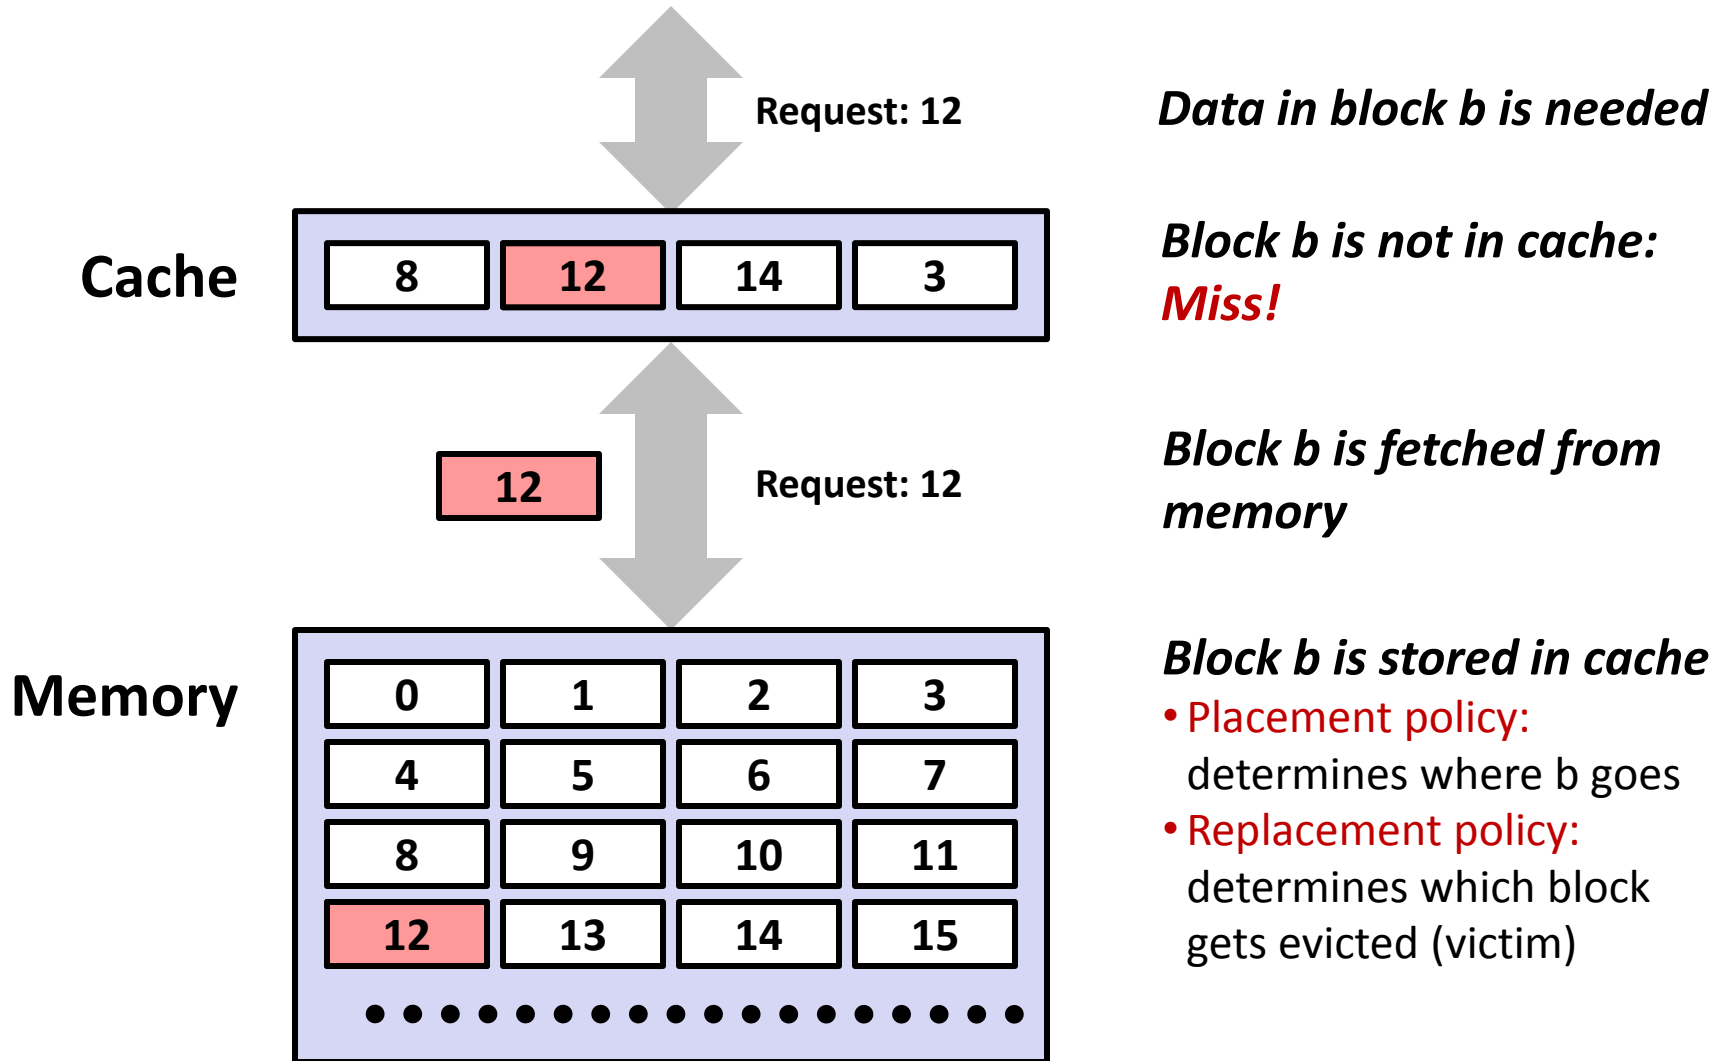 Request: 12
Data in block b is needed
Cache
8 12 14 3
Block b is not in cache:
Miss!
12
Request: 12
Block b is fetched from
memory
Memory
0 1 2 3
4 5 6 7
8 9 10 11
12 13 14 15
Block b is stored in cache
• Placement policy:
determines where b goes
• Replacement policy:
determines which block
gets evicted (victim)